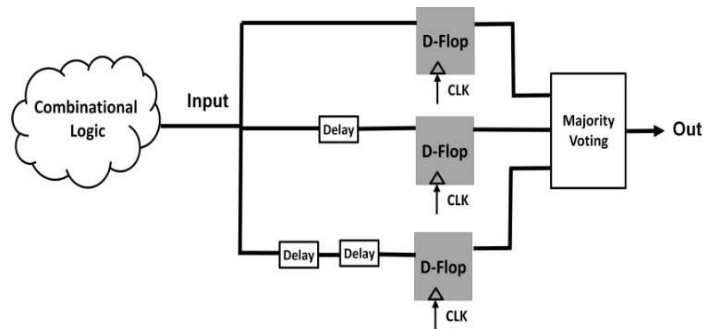 D-Flop
CLK
Combinational
Logic
Input
Delay
D-Flop
CLK
Majority
Voting
Out
Delay
Delay
D-Flop
CLK